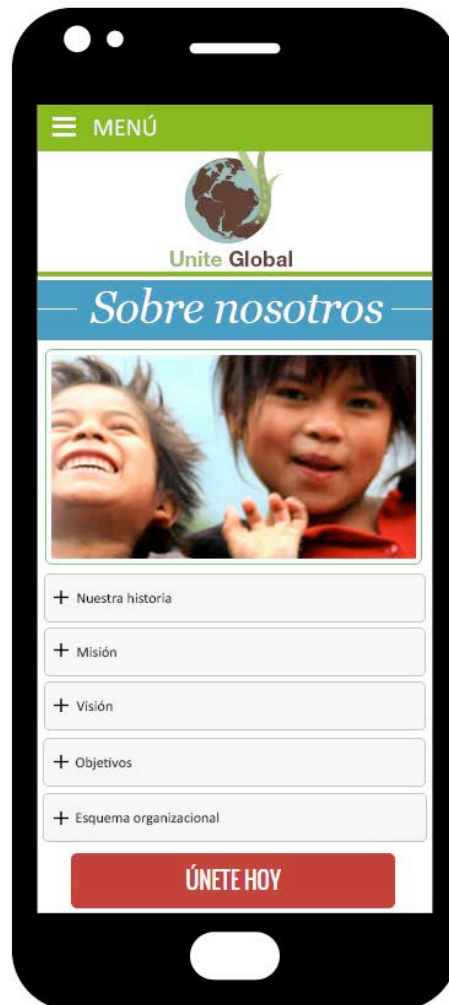 MENÚ
Unite Global
Sobre nosotros
+ Nuestra historia
+ Misión
+ Visión
+ Objetivos
+ Esquema organizacional
ÚNETE HOY